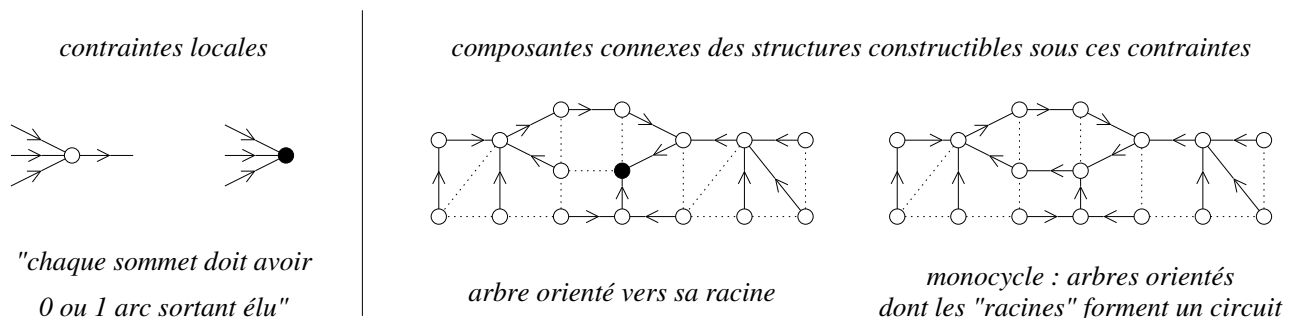 contraintes locales
composantes connexes des structures constructibles sous ces contraintes
"chaque sommet doit avoir
0 ou 1 arc sortant élu"
arbre orienté vers sa racine
monocycle : arbres orientés
dont les "racines" forment un circuit